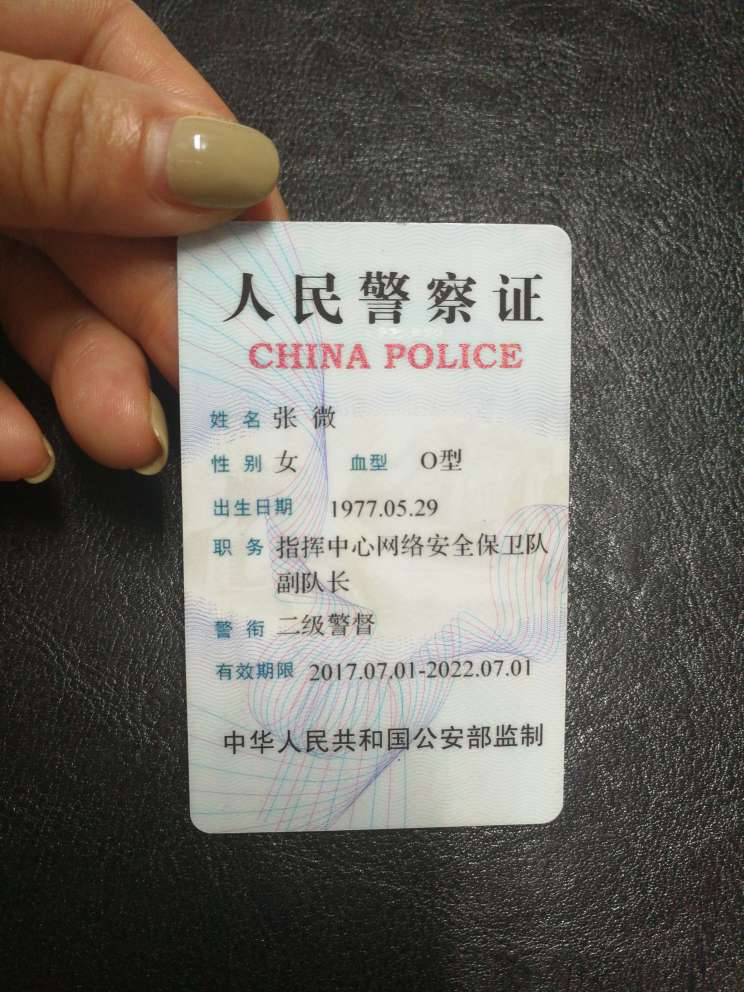 人民警察证
CHINA POLICE
姓名 张 微
性别 女 血型 O型
出生日期 1977.05.29
职务 指挥中心网络安全保卫队
副队长
警衔 二级警督
有效期限 2017.07.01-2022.07.01
中华人民共和国公安部监制